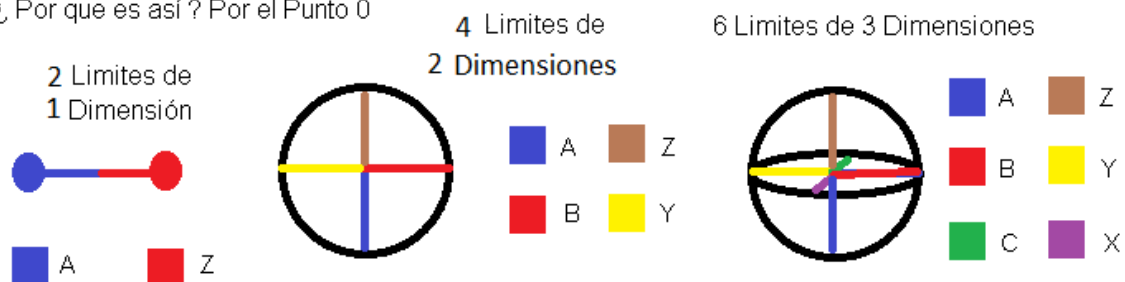 ¿ Por que es así ? Por el Punto 0
2 Limites de
1 Dimensión
A Z
4 Limites de
2 Dimensiones
A Z
B Y
6 Limites de 3 Dimensiones
A Z
B Y
C X